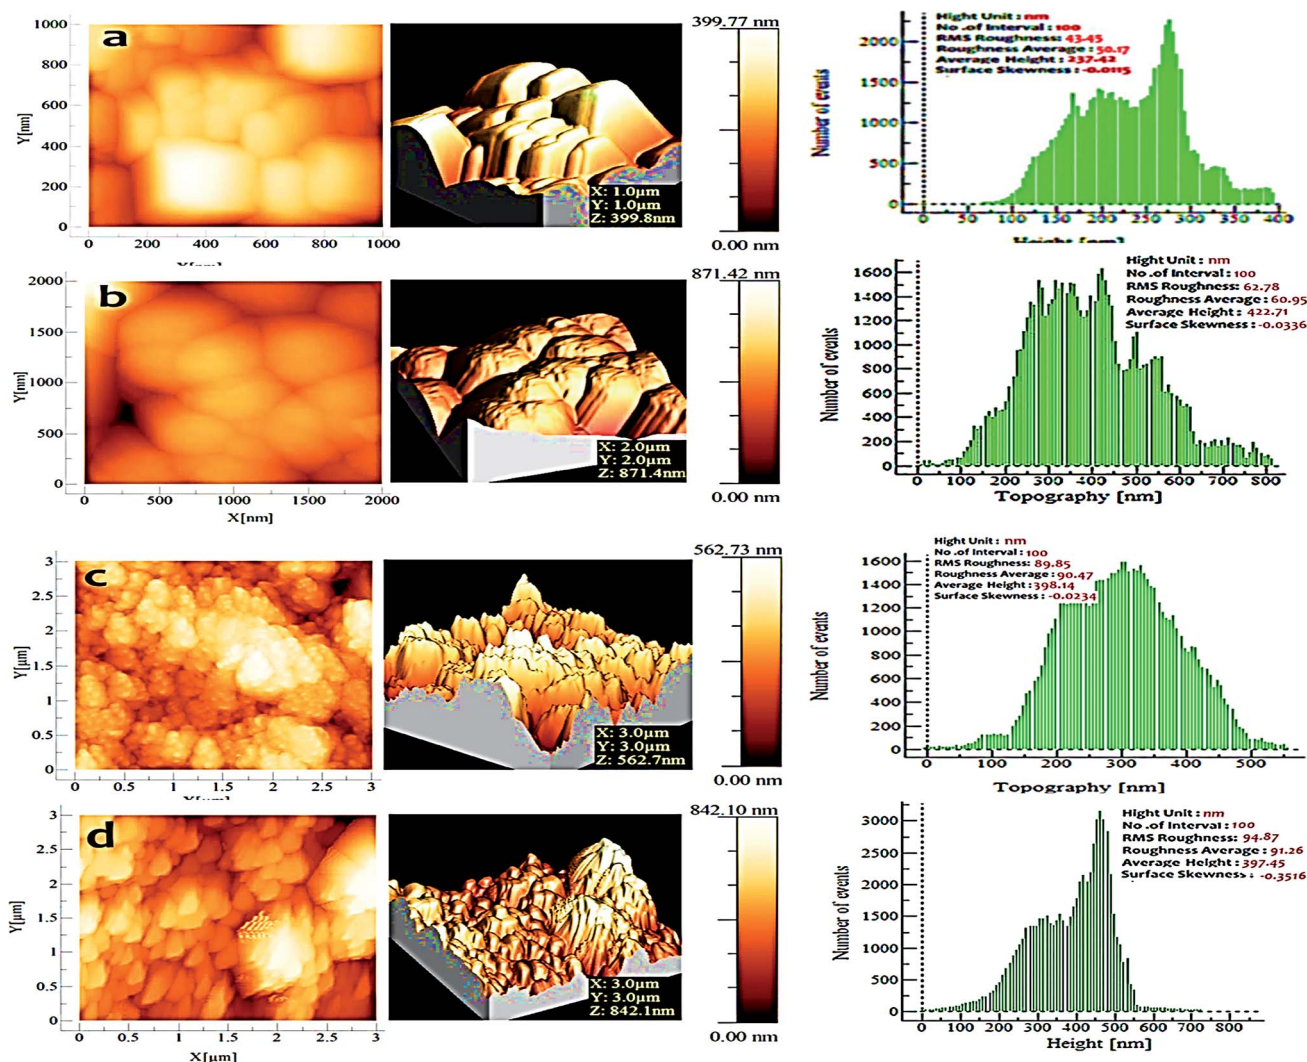 a
1000
800
600
400
200
0
Y[nm]
0
200
400
600
800
1000
X: 1.0µm
Y: 1.0µm
Z: 399.8nm
399.77 nm
0.00 nm
Hight Unit : nm
No .of Interval : 100
RMS Roughness: 43.45
Roughness Average : 50.17
Average Height : 237.42
Surface Skewness : -0.0115
Number of events
2000
1500
1000
500
0
0
50
100
150
200
250
300
350
400
Height [nm]
b
2000
1500
1000
500
0
Y[nm]
0
500
1000
1500
2000
X[nm]
X: 2.0µm
Y: 2.0µm
Z: 871.4nm
871.42 nm
0.00 nm
Hight Unit : nm
No .of Interval : 100
RMS Roughness: 62.78
Roughness Average : 60.95
Average Height : 422.71
Surface Skewness : -0.0336
Number of events
1600
1400
1200
1000
800
600
400
200
0
0
100
200
300
400
500
600
700
800
Topography [nm]
c
3
2.5
2
1.5
1
0.5
0
Y[µm]
0
0.5
1
1.5
2
2.5
3
X: 3.0µm
Y: 3.0µm
Z: 562.7nm
562.73 nm
0.00 nm
Hight Unit : nm
No .of Interval : 100
RMS Roughness: 89.85
Roughness Average : 90.47
Average Height : 398.14
Surface Skewness : -0.0234
Number of events
1600
1400
1200
1000
800
600
400
200
0
0
100
200
300
400
500
Topography [nm]
d
3
2.5
2
1.5
1
0.5
0
Y[µm]
0
0.5
1
1.5
2
2.5
3
X[µm]
X: 3.0µm
Y: 3.0µm
Z: 842.1nm
842.10 nm
0.00 nm
Hight Unit : nm
No .of Interval : 100
RMS Roughness: 94.87
Roughness Average : 91.26
Average Height : 397.45
Surface Skewness : -0.3516
Number of events
3000
2500
2000
1500
1000
500
0
0
100
200
300
400
500
600
700
800
Height [nm]